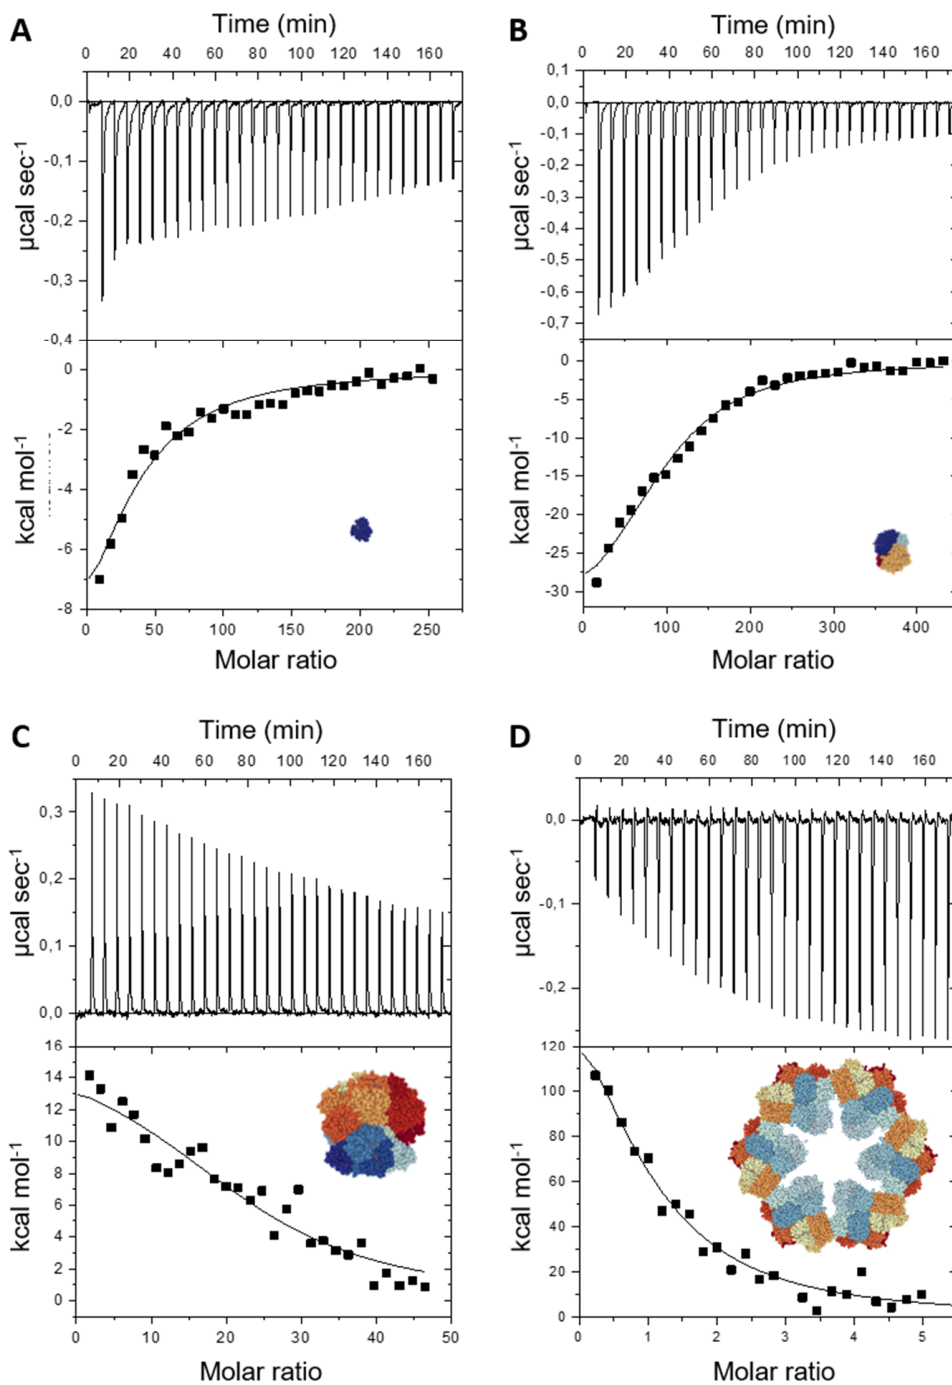 A
Time (min)
0 20 40 60 80 100 120 140 160
0,0
-0,1
-0,2
-0,3
-0,4
µcal sec-1
0
-2
-4
-6
-8
kcal mol-1
0 50 100 150 200 250
Molar ratio
B
Time (min)
0 20 40 60 80 100 120 140 160
0,1
0,0
-0,1
-0,2
-0,3
-0,4
-0,5
-0,6
-0,7
µcal sec-1
0
-5
-10
-15
-20
-25
-30
kcal mol-1
0 100 200 300 400
Molar ratio
C
Time (min)
0 20 40 60 80 100 120 140 160
0,3
0,2
0,1
0,0
µcal sec-1
16
14
12
10
8
6
4
2
0
kcal mol-1
0 10 20 30 40 50
Molar ratio
D
Time (min)
0 20 40 60 80 100 120 140 160
0,0
-0,1
-0,2
µcal sec-1
120
100
80
60
40
20
0
kcal mol-1
0 1 2 3 4 5
Molar ratio